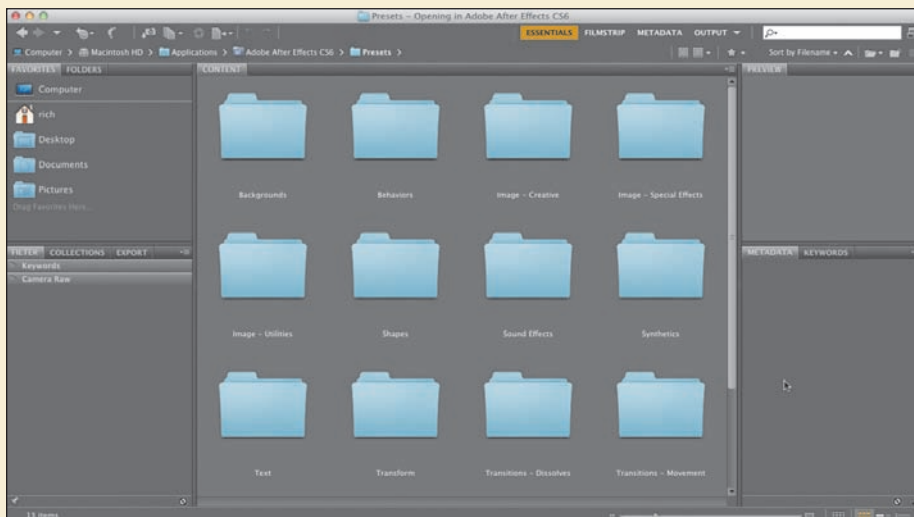 Presets – Opening in Adobe After Effects CS6
ESSENTIALS FILMSTRIP METADATA OUTPUT
Computer > Macintosh HD > Applications > Adobe After Effects CS6 > Presets >
Sort by Filename
FAVORITES FOLDERS
CONTENT
PREVIEW
Computer
rich
Desktop
Documents
Pictures
Drag Favorites Here...
Backgrounds
Behaviors
Image – Creative
Image – Special Effects
FILTER COLLECTIONS EXPORT
Keywords
Camera Raw
METADATA KEYWORDS
Image – Utilities
Shapes
Sound Effects
Synthetics
Text
Transform
Transitions – Dissolves
Transitions – Movement
15 items